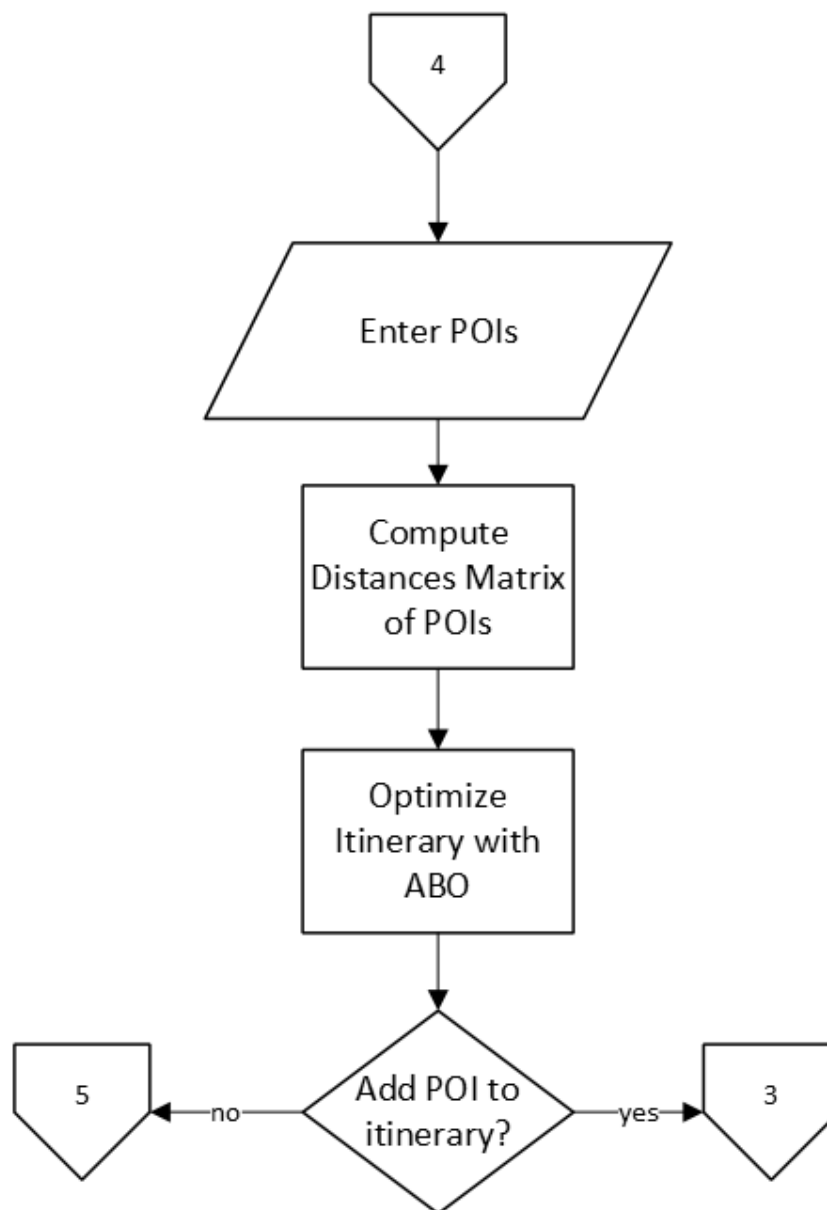 4
Enter POIs
Compute
Distances Matrix
of POIs
Optimize
Itinerary with
ABO
Add POI to
itinerary?
no
5
yes
3